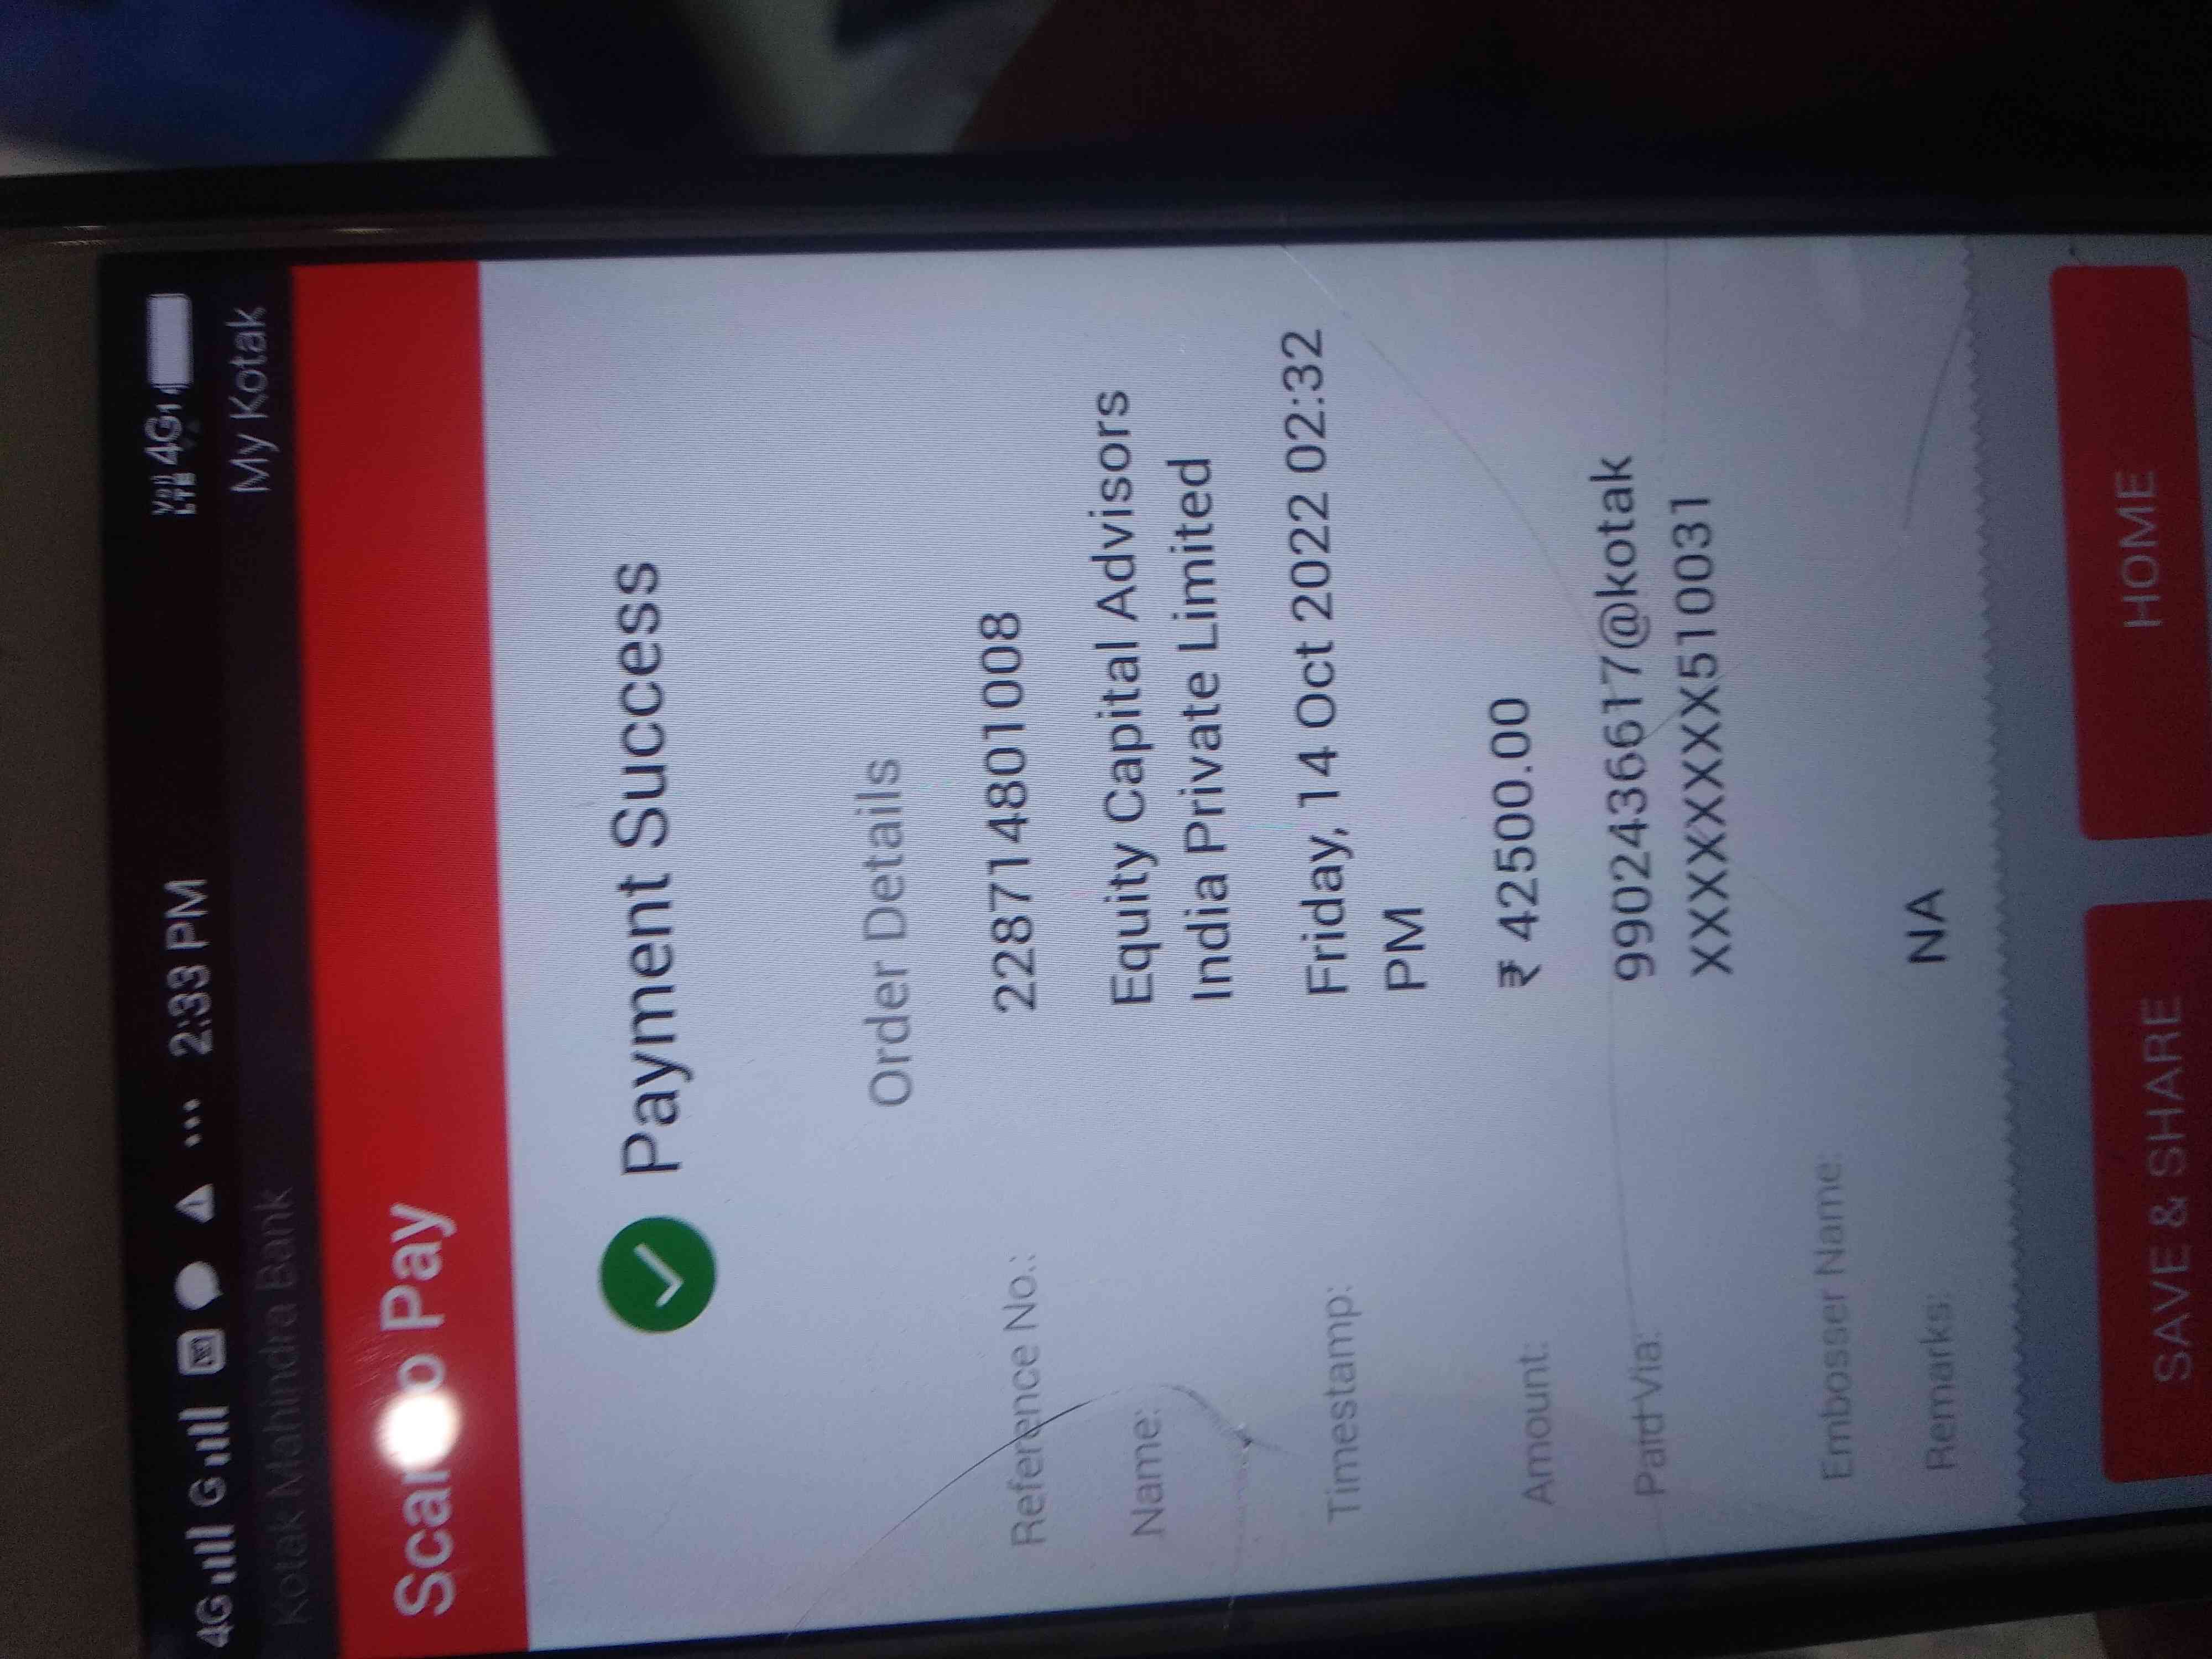 4G G ... 2:33 PM VoD LTE 4G
Kotak Mahindra Bank My Kotak
Pay
Payment Success
Order Details
Reference No.: 228714801008
Name: Equity Capital Advisors
India Private Limited
Timestamp: Friday, 14 Oct 2022 02:32
PM
Amount: ₹ 42500.00
Paid Via: 9902436617@kotak
XXXXXXXX510031
Embosser Name:
Remarks: NA
SAVE & SHARE HOME